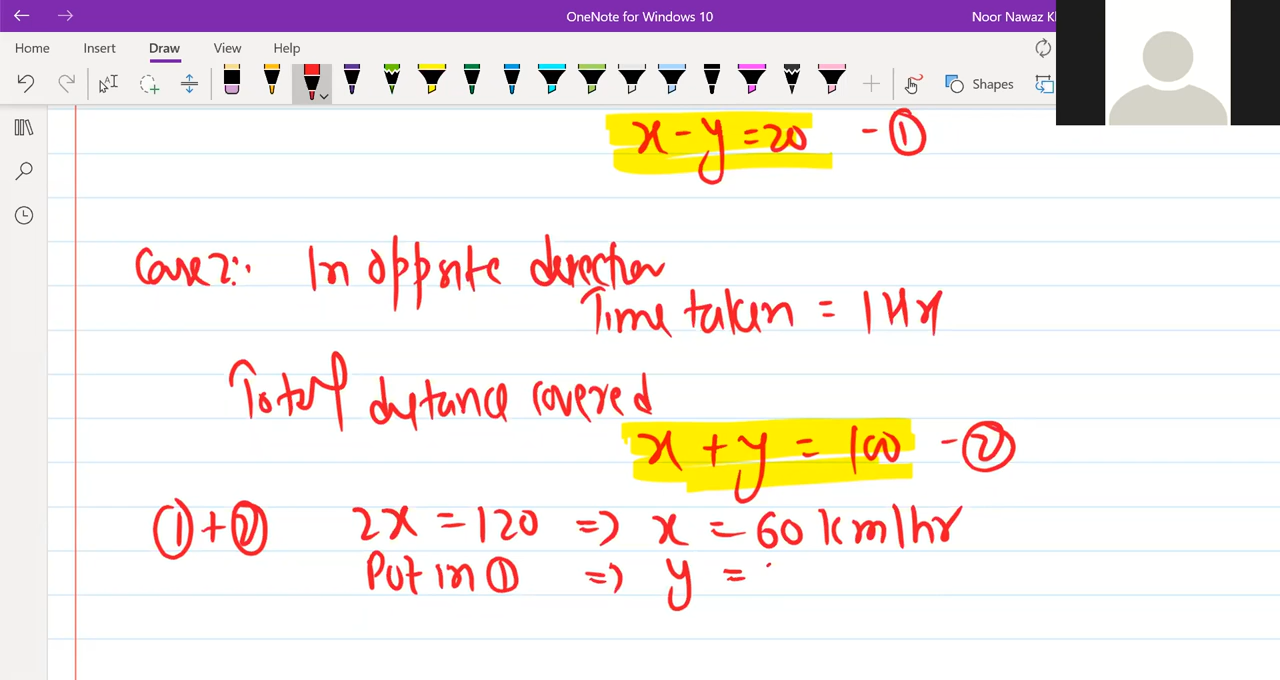 OneNote for Windows 10
Noor Nawaz Kh
Home Insert Draw View Help
Shapes
x - y = 20 - ①
Case 2:. In opposite direction
Time taken = 1 Hr
Total distance covered
x + y = 100 - ②
① + ② 2x = 120 => x = 60 km/hr
Put in ① => y =